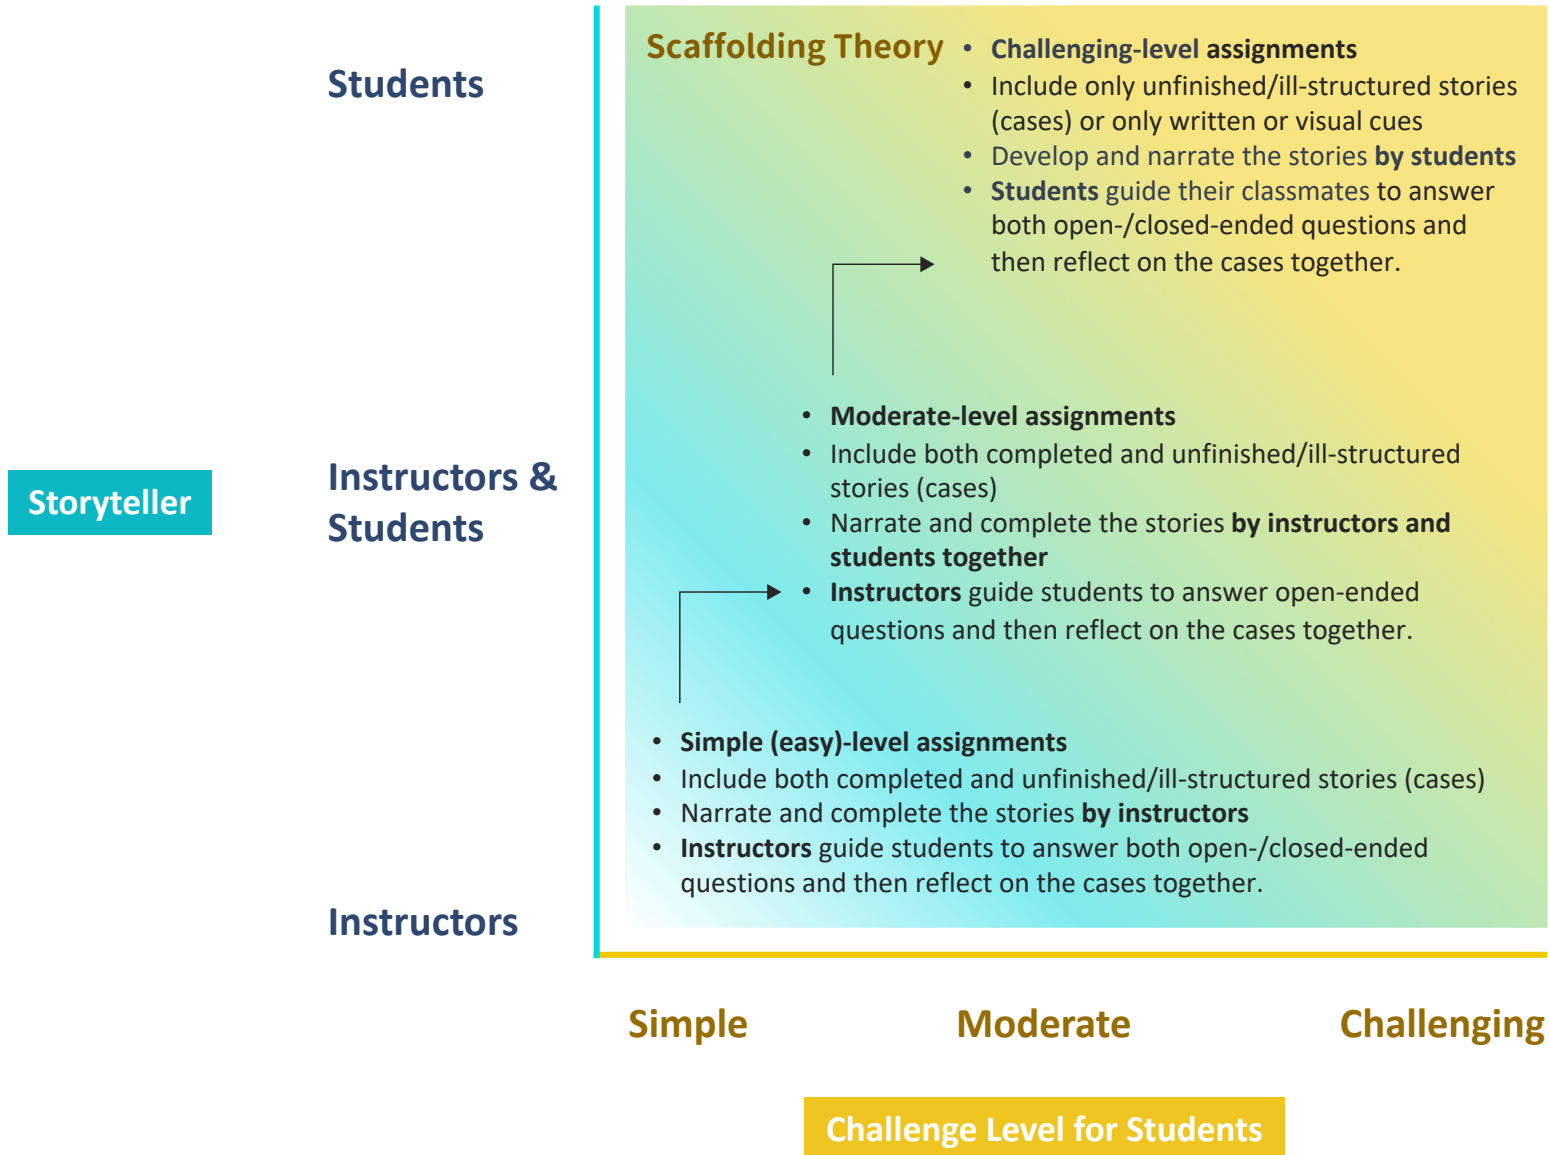 Scaffolding Theory
• Challenging-level assignments
• Include only unfinished/ill-structured stories
(cases) or only written or visual cues
• Develop and narrate the stories by students
• Students guide their classmates to answer
both open-/closed-ended questions and
then reflect on the cases together.
Students
• Moderate-level assignments
• Include both completed and unfinished/ill-structured
stories (cases)
• Narrate and complete the stories by instructors and
students together
• Instructors guide students to answer open-ended
questions and then reflect on the cases together.
Storyteller
Instructors &
Students
• Simple (easy)-level assignments
• Include both completed and unfinished/ill-structured stories (cases)
• Narrate and complete the stories by instructors
• Instructors guide students to answer both open-/closed-ended
questions and then reflect on the cases together.
Instructors
Simple
Moderate
Challenging
Challenge Level for Students